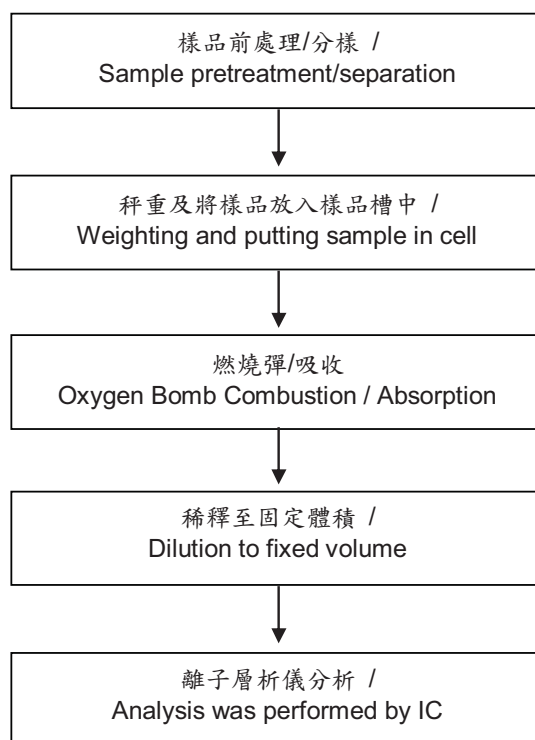 樣品前處理/分樣 /
Sample pretreatment/separation
秤重及將樣品放入樣品槽中 /
Weighting and putting sample in cell
燃燒彈/吸收
Oxygen Bomb Combustion / Absorption
稀釋至固定體積 /
Dilution to fixed volume
離子層析儀分析 /
Analysis was performed by IC